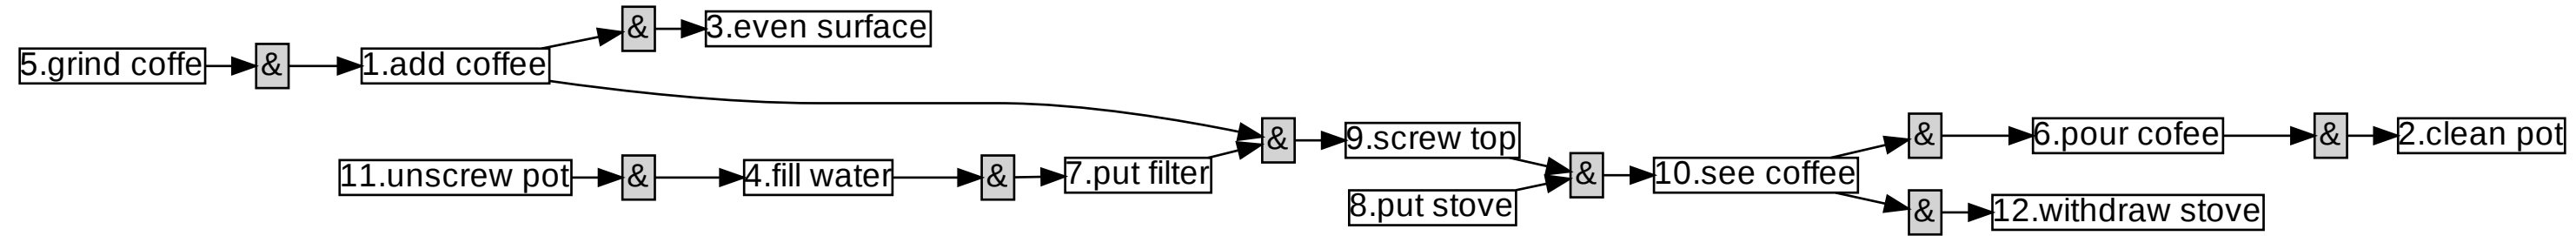 5.grind coffe
&
1.add coffee
&
3.even surface
11.unscrew pot
&
4.fill water
&
7.put filter
&
9.screw top
8.put stove
&
10.see coffee
&
6.pour cofee
&
2.clean pot
&
12.withdraw stove